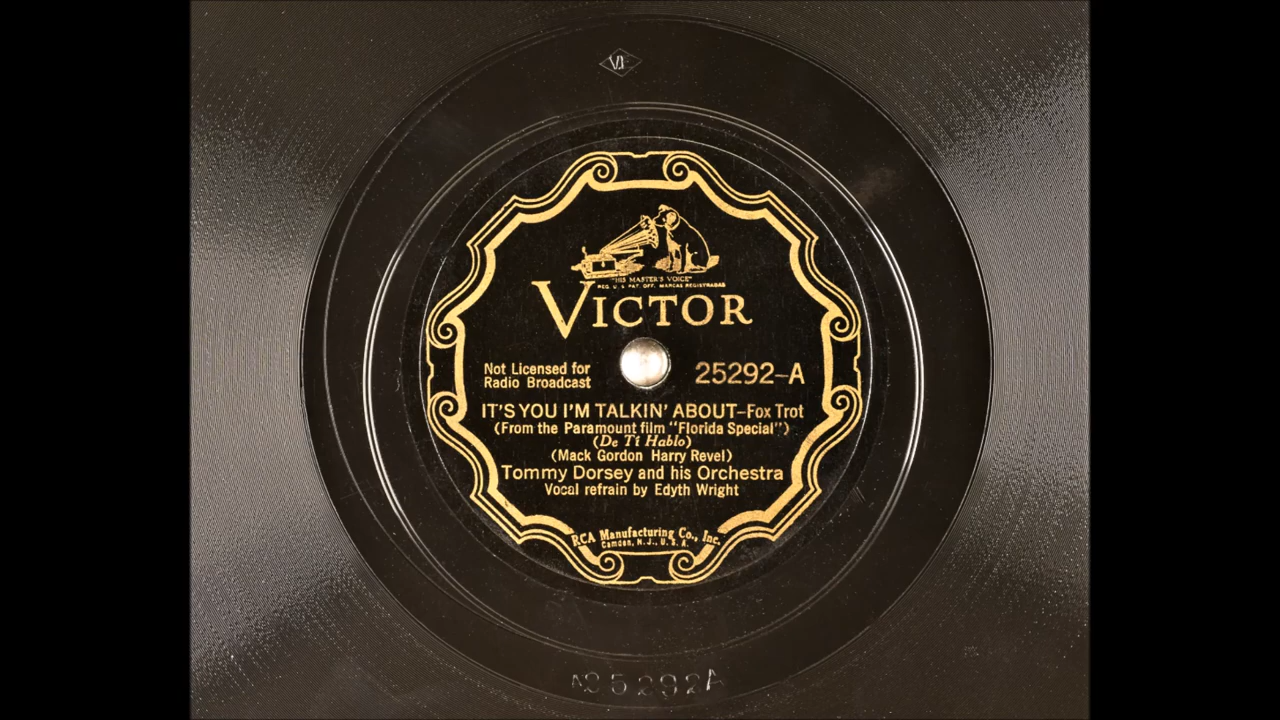 VE
"HIS MASTER'S VOICE"
REG. U. S. PAT. OFF. MARCAS REGISTRADAS
VICTOR
Not Licensed for
Radio Broadcast
25292-A
IT'S YOU I'M TALKIN' ABOUT-Fox Trot
(From the Paramount film "Florida Special")
(De Ti Hablo)
(Mack Gordon Harry Revel)
Tommy Dorsey and his Orchestra
Vocal refrain by Edyth Wright
RCA Manufacturing Co., Inc.
Camden, N.J., U.S.A.
25292A